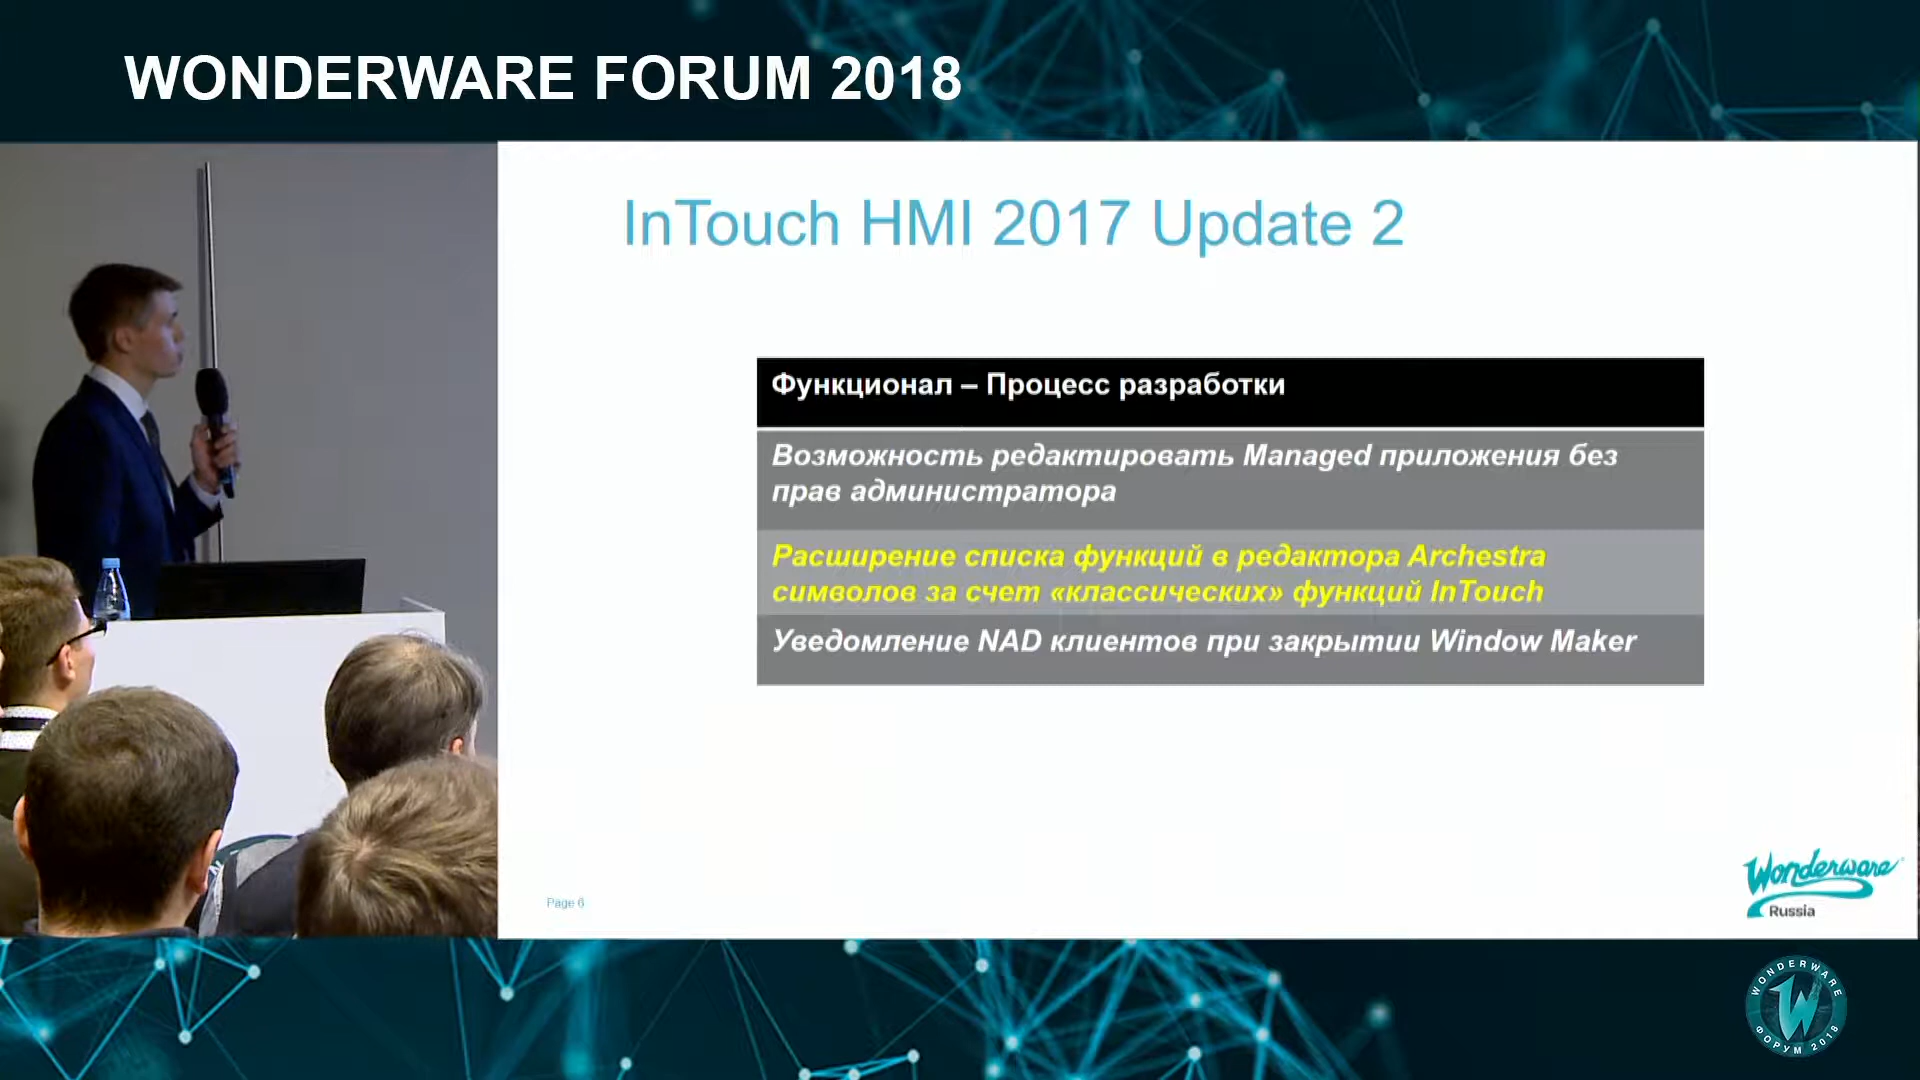 WONDERWARE FORUM 2018
InTouch HMI 2017 Update 2
Функционал – Процесс разработки
Возможность редактировать Managed приложения без
прав администратора
Расширение списка функций в редактора Archestra
символов за счет «классических» функций InTouch
Уведомление NAD клиентов при закрытии Window Maker
Page 6
Wonderware
Russia
WONDERWARE
W
ФОРУМ 2018